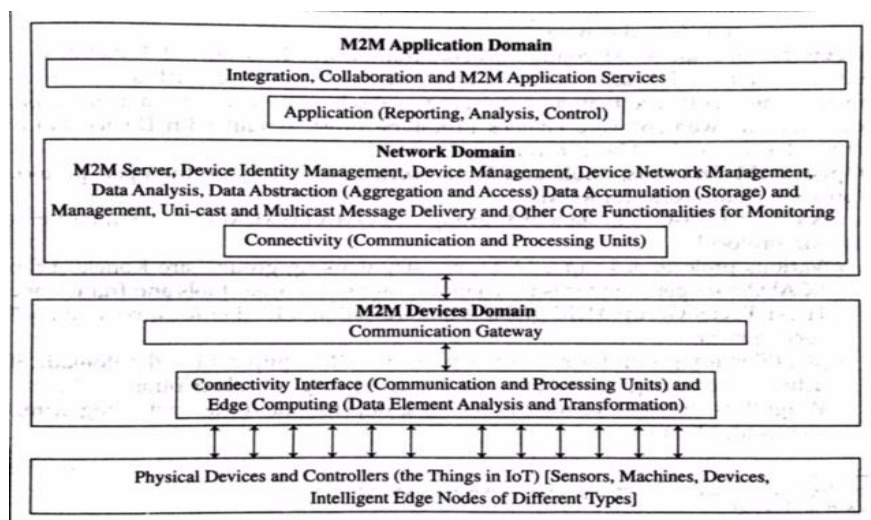 M2M Application Domain
Integration, Collaboration and M2M Application Services
Application (Reporting, Analysis, Control)
Network Domain
M2M Server, Device Identity Management, Device Management, Device Network Management,
Data Analysis, Data Abstraction (Aggregation and Access) Data Accumulation (Storage) and
Management, Uni-cast and Multicast Message Delivery and Other Core Functionalities for Monitoring
Connectivity (Communication and Processing Units)
M2M Devices Domain
Communication Gateway
Connectivity Interface (Communication and Processing Units) and
Edge Computing (Data Element Analysis and Transformation)
Physical Devices and Controllers (the Things in IoT) [Sensors, Machines, Devices,
Intelligent Edge Nodes of Different Types]